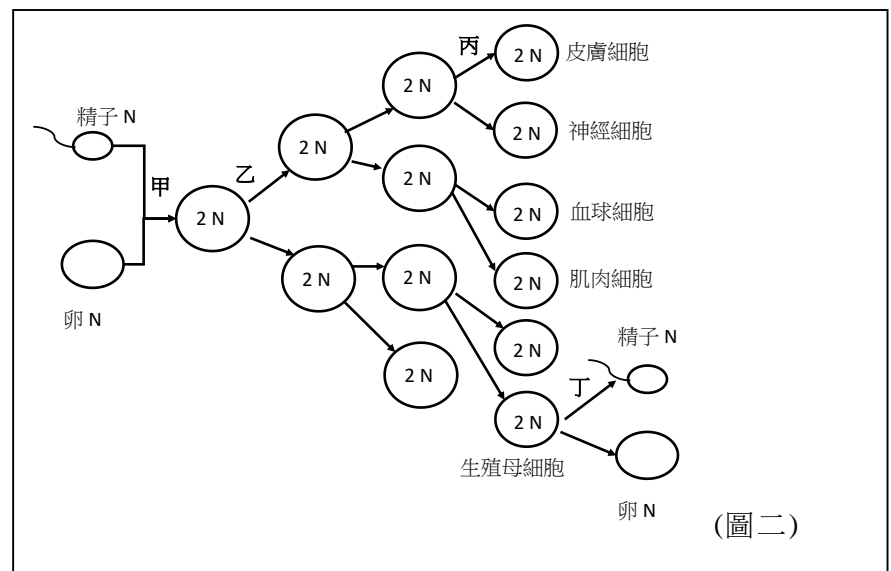 精子 N
甲
卵 N
2 N
乙
2 N
2 N
2 N
2 N
2 N
2 N
丙
2 N 皮膚細胞
2 N 神經細胞
2 N 血球細胞
2 N 肌肉細胞
2 N
2 N
生殖母細胞
丁
精子 N
卵 N
(圖二)